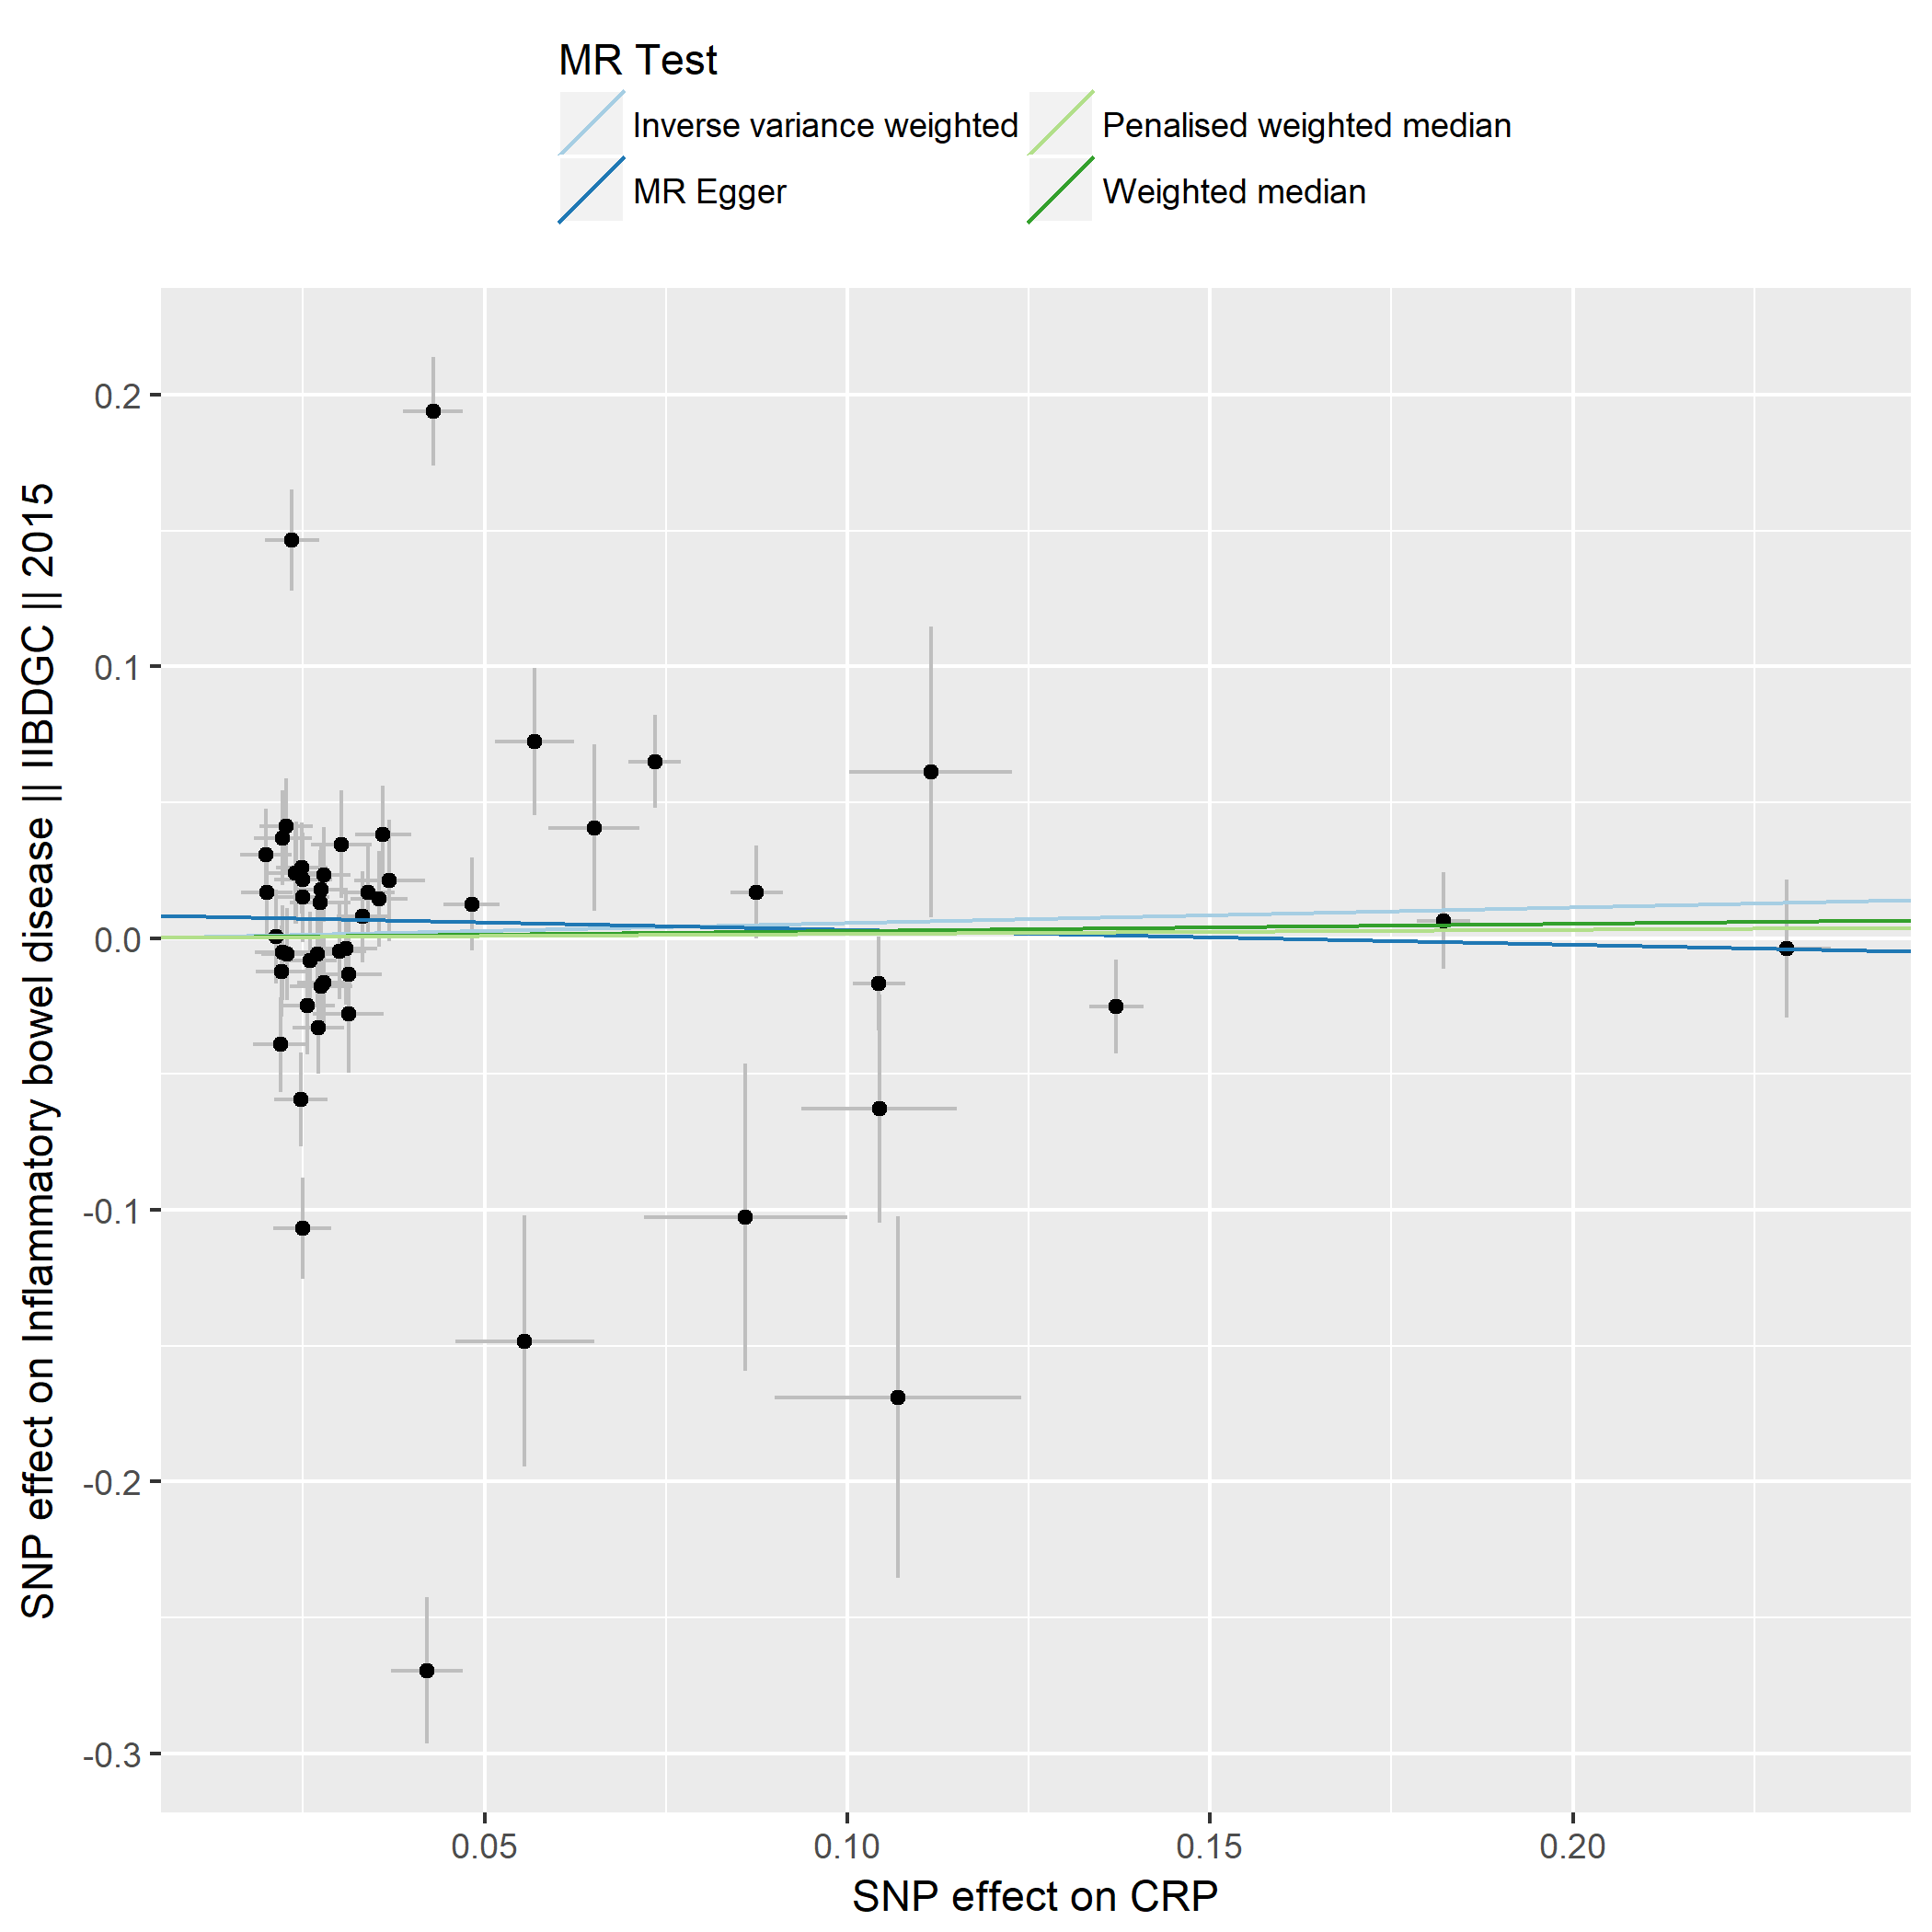 MR Test
Inverse variance weighted
Penalised weighted median
MR Egger
Weighted median
SNP effect on Inflammatory bowel disease || IIBDGC || 2015
0.2
0.1
0.0
-0.1
-0.2
-0.3
0.05
0.10
0.15
0.20
SNP effect on CRP